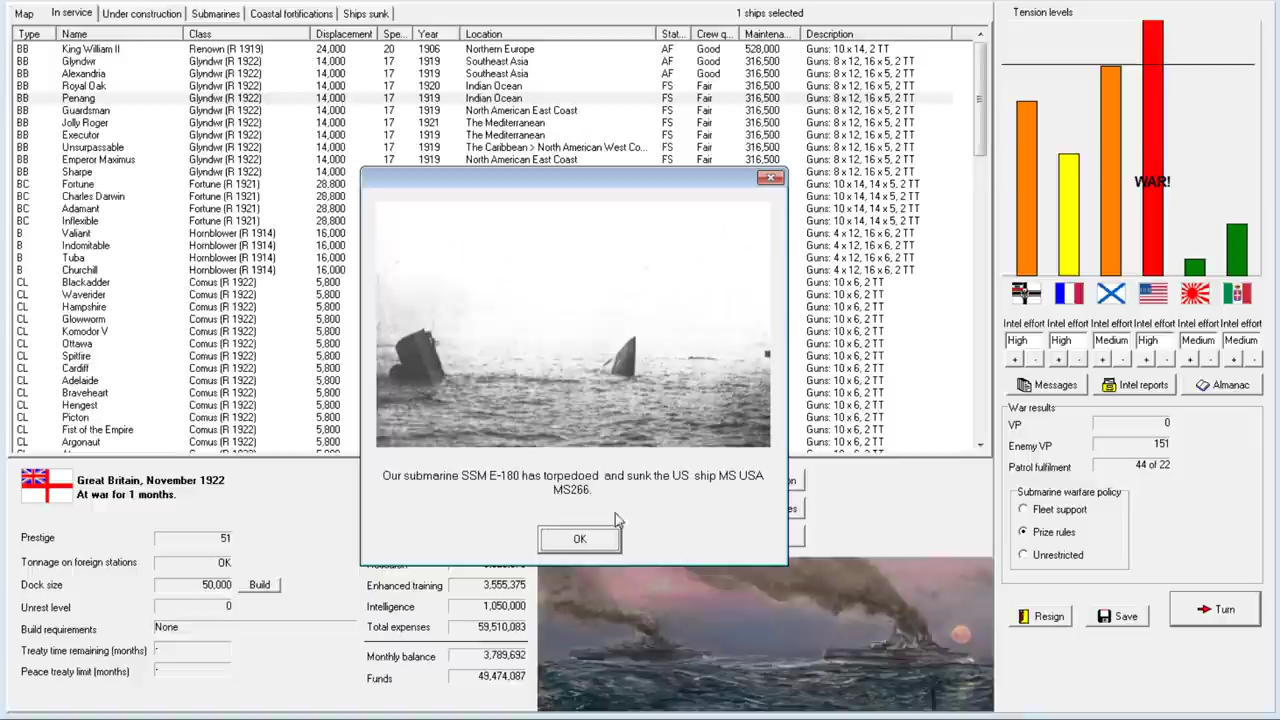 Map In service Under construction Submarines Coastal fortifications Ships sunk 1 ships selected Tension levels
Type Name Class Displacement Spe... Year Location Stat... Crew q... Maintena... Description
BB King William II Renown (R 1919) 24,000 20 1906 Northern Europe AF Good 528,000 Guns: 10 x 14, 2 TT
BB Glyndwr Glyndwr (R 1922) 14,000 17 1919 Southeast Asia AF Good 316,500 Guns: 8 x 12, 16 x 5, 2 TT
BB Alexandria Glyndwr (R 1922) 14,000 17 1919 Southeast Asia AF Good 316,500 Guns: 8 x 12, 16 x 5, 2 TT
BB Royal Oak Glyndwr (R 1922) 14,000 17 1920 Indian Ocean FS Fair 316,500 Guns: 8 x 12, 16 x 5, 2 TT
BB Penang Glyndwr (R 1922) 14,000 17 1919 Indian Ocean FS Fair 316,500 Guns: 8 x 12, 16 x 5, 2 TT
BB Guardsman Glyndwr (R 1922) 14,000 17 1919 North American East Coast FS Fair 316,500 Guns: 8 x 12, 16 x 5, 2 TT
BB Jolly Roger Glyndwr (R 1922) 14,000 17 1921 The Mediterranean FS Fair 316,500 Guns: 8 x 12, 16 x 5, 2 TT
BB Executor Glyndwr (R 1922) 14,000 17 1919 The Mediterranean FS Fair 316,500 Guns: 8 x 12, 16 x 5, 2 TT
BB Unsurpassable Glyndwr (R 1922) 14,000 17 1919 The Caribbean > North American West Co... FS Fair 316,500 Guns: 8 x 12, 16 x 5, 2 TT
BB Emperor Maximus Glyndwr (R 1922) 14,000 17 1919 North American East Coast FS Fair 316,500 Guns: 8 x 12, 16 x 5, 2 TT
BB Sharpe Glyndwr (R 1922) 14,000 Guns: 8 x 12, 16 x 5, 2 TT
BC Fortune Fortune (R 1921) 28,800 Guns: 10 x 14, 14 x 5, 2 TT
BC Charles Darwin Fortune (R 1921) 28,800 Guns: 10 x 14, 14 x 5, 2 TT
BC Adamant Fortune (R 1921) 28,800 Guns: 10 x 14, 14 x 5, 2 TT
BC Inflexible Fortune (R 1921) 28,800 Guns: 10 x 14, 14 x 5, 2 TT
B Valiant Hornblower (R 1914) 16,000 Guns: 4 x 12, 16 x 6, 2 TT
B Indomitable Hornblower (R 1914) 16,000 Guns: 4 x 12, 16 x 6, 2 TT
B Tuba Hornblower (R 1914) 16,000 Guns: 4 x 12, 16 x 6, 2 TT
B Churchill Hornblower (R 1914) 16,000 Guns: 4 x 12, 16 x 6, 2 TT
CL Blackadder Comus (R 1922) 5,800 Guns: 10 x 6, 2 TT
CL Waverider Comus (R 1922) 5,800 Guns: 10 x 6, 2 TT
CL Hampshire Comus (R 1922) 5,800 Guns: 10 x 6, 2 TT
CL Glowworm Comus (R 1922) 5,800 Guns: 10 x 6, 2 TT
CL Komodor V Comus (R 1922) 5,800 Guns: 10 x 6, 2 TT
CL Ottawa Comus (R 1922) 5,800 Guns: 10 x 6, 2 TT
CL Spitfire Comus (R 1922) 5,800 Guns: 10 x 6, 2 TT
CL Cardiff Comus (R 1922) 5,800 Guns: 10 x 6, 2 TT
CL Adelaide Comus (R 1922) 5,800 Guns: 10 x 6, 2 TT
CL Braveheart Comus (R 1922) 5,800 Guns: 10 x 6, 2 TT
CL Hengest Comus (R 1922) 5,800 Guns: 10 x 6, 2 TT
CL Picton Comus (R 1922) 5,800 Guns: 10 x 6, 2 TT
CL Fist of the Empire Comus (R 1922) 5,800 Guns: 10 x 6, 2 TT
CL Argonaut Comus (R 1922) 5,800 Guns: 10 x 6, 2 TT
Our submarine SSM E-180 has torpedoed and sunk the US ship MS USA
MS266.
OK
WAR!
Intel effort Intel effort Intel effort Intel effort Intel effort Intel effort
High High Medium High Medium Medium
+ - + - + - + - + - + -
Messages Intel reports Almanac
War results
VP 0
Enemy VP 151
Patrol fulfilment 44 of 22
Submarine warfare policy
Fleet support
Prize rules
Unrestricted
Resign Save Turn
Great Britain, November 1922
At war for 1 months.
Prestige 51
Tonnage on foreign stations OK
Dock size 50,000 Build
Unrest level 0
Build requirements None
Treaty time remaining (months) -
Peace treaty limit (months) -
Enhanced training 3,555,375
Intelligence 1,050,000
Total expenses 59,510,083
Monthly balance 3,789,692
Funds 49,474,087